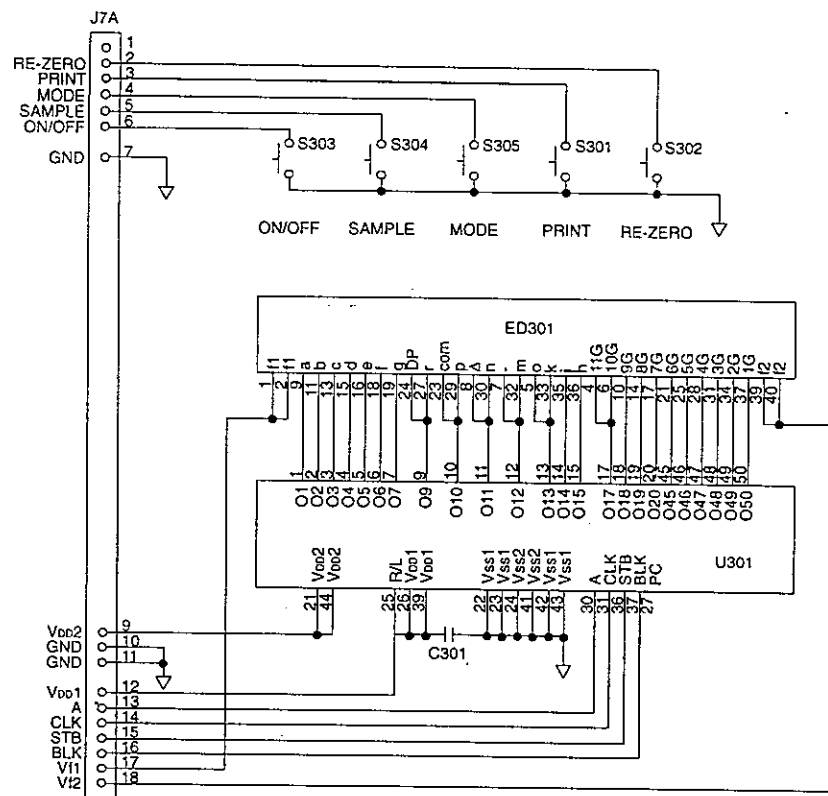 J7A
1
RE-ZERO 2
PRINT 3
MODE 4
SAMPLE 5
ON/OFF 6
GND 7
S303 S304 S305 S301 S302
ON/OFF SAMPLE MODE PRINT RE-ZERO
ED301
f1 f1 a b c d e f g DP r com p Δ n - m o k j h 11G 10G 9G 8G 7G 6G 5G 4G 3G 2G 1G f2 f2
1 2 9 11 13 15 16 18 19 24 27 23 29 8 30 7 32 5 33 35 36 4 6 10 14 17 21 25 28 31 34 37 39 40
1 2 3 4 5 6 7 9 10 11 12 13 14 15 17 18 19 20 45 46 47 48 49 50
O1 O2 O3 O4 O5 O6 O7 O9 O10 O11 O12 O13 O14 O15 O17 O18 O19 O20 O45 O46 O47 O48 O49 O50
U301
VDD2 VDD2 R/L VDD1 VDD1 VSS1 VSS1 VSS2 VSS2 VSS1 VSS1 A CLK STB BLK PC
21 44 25 26 39 22 23 24 41 42 43 30 31 36 37 27
C301
VDD2 9
GND 10
GND 11
VDD1 12
A 13
CLK 14
STB 15
BLK 16
Vf1 17
Vf2 18